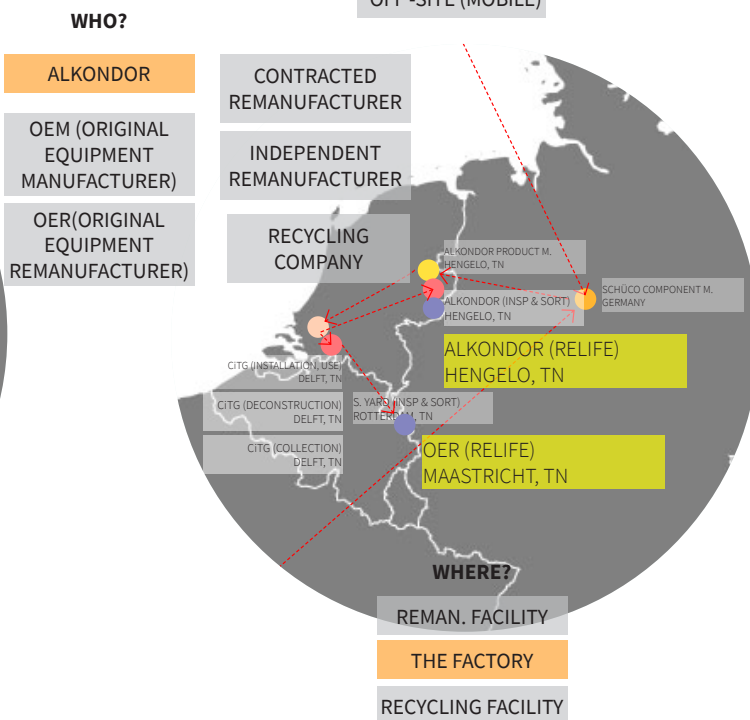 OFF -SITE (MOBILE)
WHO?
ALKONDOR
OEM (ORIGINAL
EQUIPMENT
MANUFACTURER)
OER(ORIGINAL
EQUIPMENT
REMANUFACTURER)
CONTRACTED
REMANUFACTURER
INDEPENDENT
REMANUFACTURER
RECYCLING
COMPANY
ALKONDOR PRODUCT M.
HENGELO, TN
SCHÜCO COMPONENT M.
GERMANY
ALKONDOR (INSP & SORT)
HENGELO, TN
ALKONDOR (RELIFE)
HENGELO, TN
CiTG (INSTALLATION, USE)
DELFT, TN
CiTG (DECONSTRUCTION)
DELFT, TN
S. YARD (INSP & SORT)
ROTTERDAM, TN
CiTG (COLLECTION)
DELFT, TN
OER (RELIFE)
MAASTRICHT, TN
WHERE?
REMAN. FACILITY
THE FACTORY
RECYCLING FACILITY